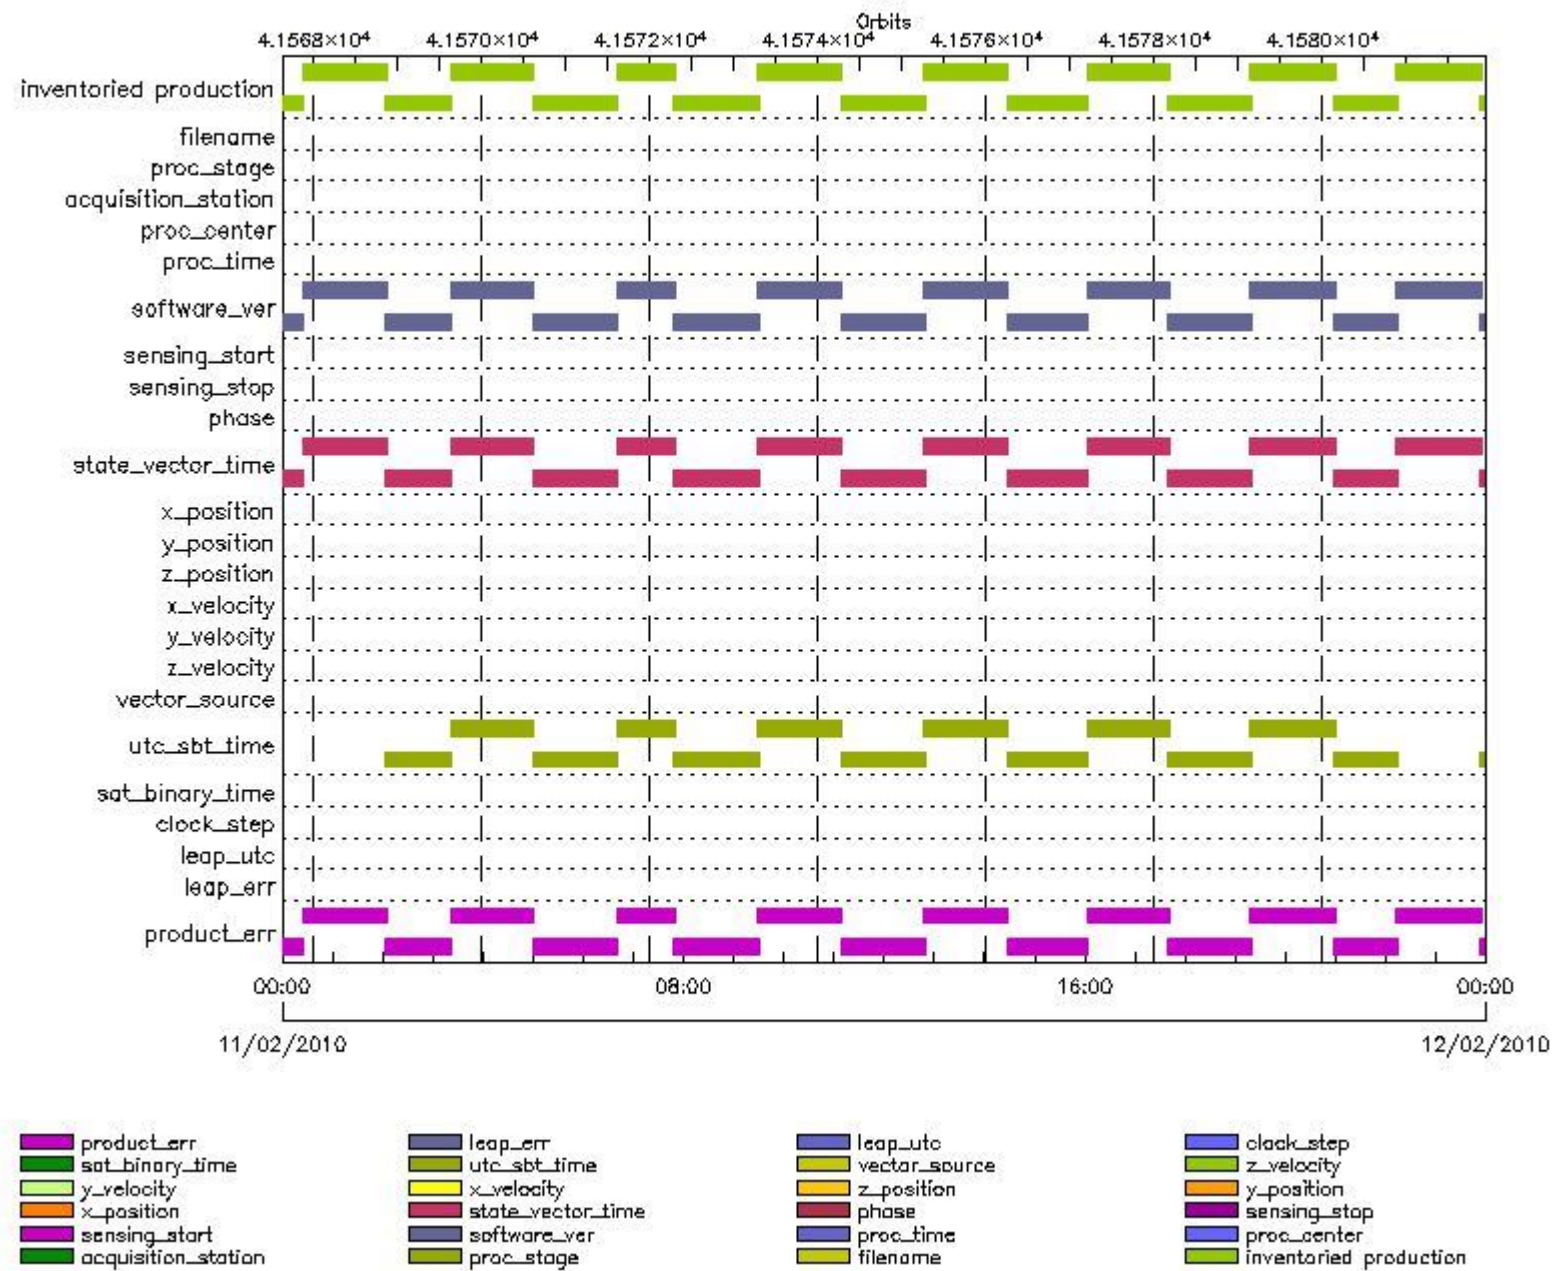 Orbits
4.1568×10⁴ 4.1570×10⁴ 4.1572×10⁴ 4.1574×10⁴ 4.1576×10⁴ 4.1578×10⁴ 4.1580×10⁴
inventoried production
filename
proc_stage
acquisition_station
proc_center
proc_time
software_ver
sensing_start
sensing_stop
phase
state_vector_time
x_position
y_position
z_position
x_velocity
y_velocity
z_velocity
vector_source
utc_sbt_time
sat_binary_time
clock_step
leap_utc
leap_err
product_err
00:00 08:00 16:00 00:00
11/02/2010 12/02/2010
product_err leap_err leap_utc clock_step
sat_binary_time utc_sbt_time vector_source z_velocity
y_velocity x_velocity z_position y_position
x_position state_vector_time phase sensing_stop
sensing_start software_ver proc_time proc_center
acquisition_station proc_stage filename inventoried production